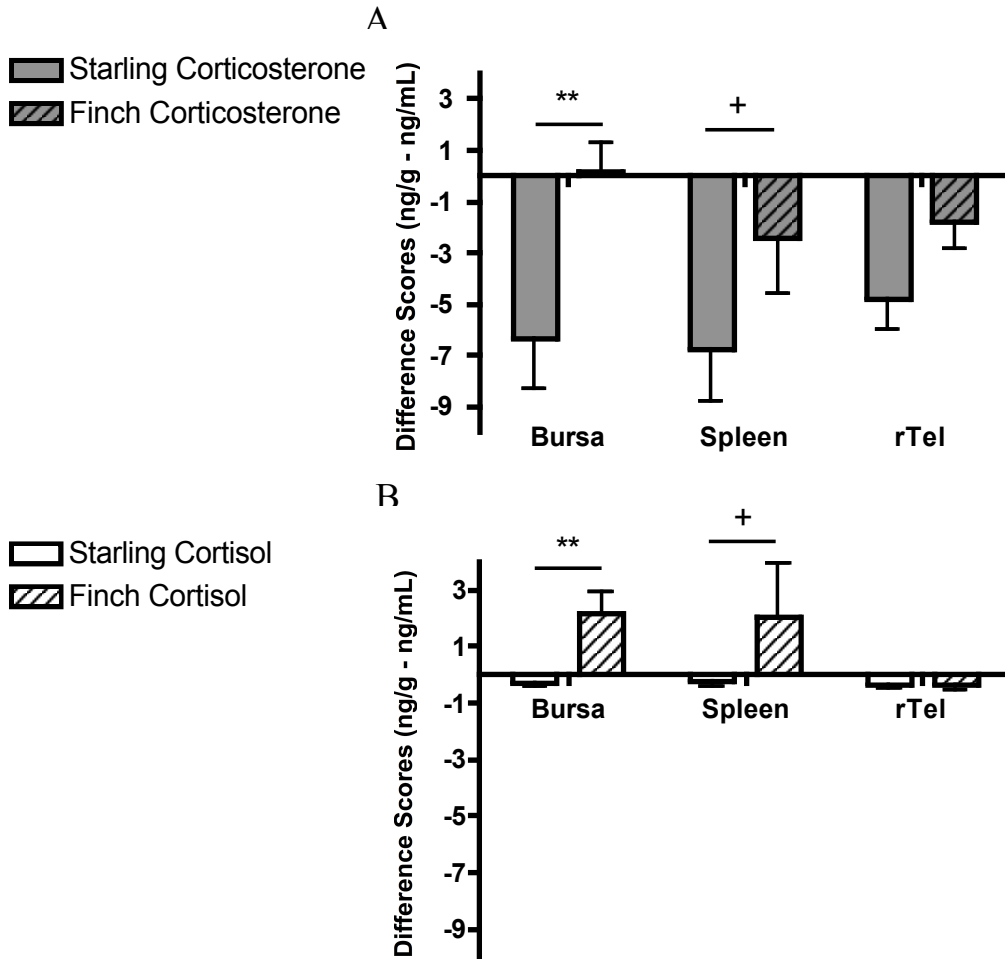 A
Starling Corticosterone
Finch Corticosterone
Difference Scores (ng/g - ng/mL)
3
1
-1
-3
-5
-7
-9
**
+
Bursa Spleen rTel
B
Starling Cortisol
Finch Cortisol
Difference Scores (ng/g - ng/mL)
3
1
-1
-3
-5
-7
-9
**
+
Bursa Spleen rTel